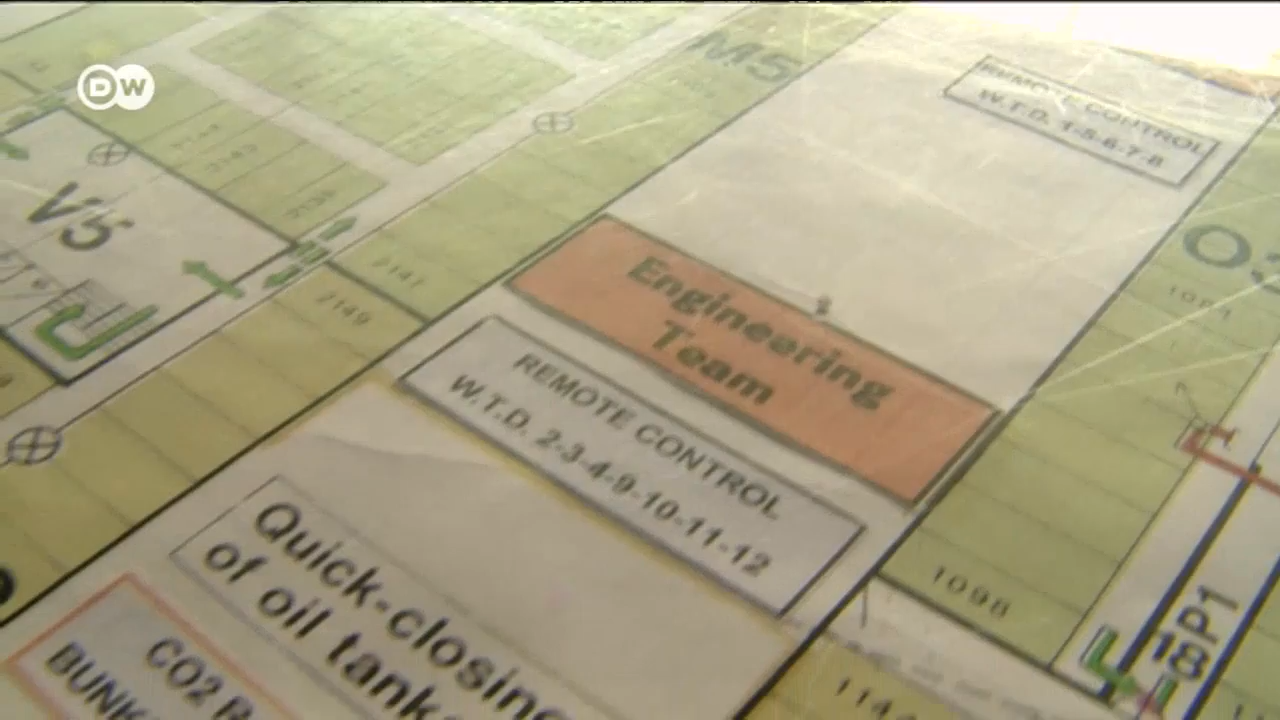 DW
M5
REMOTE CONTROL
W.T.D. 1-5-6-7-8
V5
2147
2149
Engineering
Team
REMOTE CONTROL
W.T.D. 2-3-4-9-10-11-12
Quick-closing
of oil tank
CO2
1098
18P1